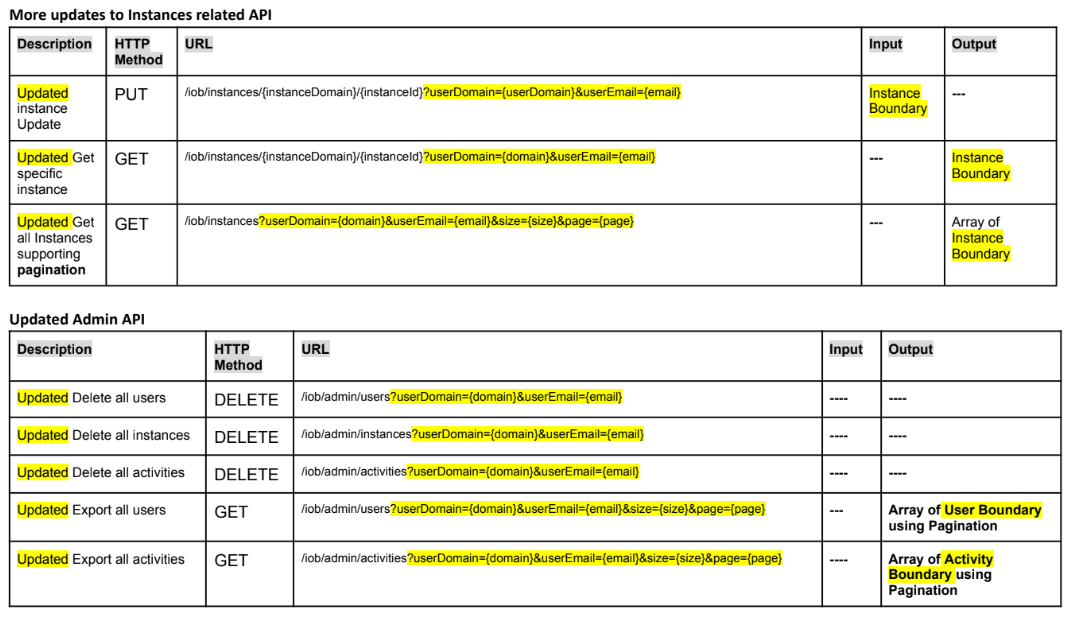 More updates to Instances related API
Description HTTP Method URL Input Output
Updated instance Update PUT /iob/instances/{instanceDomain}/{instanceId}?userDomain={userDomain}&userEmail={email} Instance Boundary ---
Updated Get specific instance GET /iob/instances/{instanceDomain}/{instanceId}?userDomain={domain}&userEmail={email} --- Instance Boundary
Updated Get all Instances supporting pagination GET /iob/instances?userDomain={domain}&userEmail={email}&size={size}&page={page} --- Array of Instance Boundary
Updated Admin API
Description HTTP Method URL Input Output
Updated Delete all users DELETE /iob/admin/users?userDomain={domain}&userEmail={email} ---- ----
Updated Delete all instances DELETE /iob/admin/instances?userDomain={domain}&userEmail={email} ---- ----
Updated Delete all activities DELETE /iob/admin/activities?userDomain={domain}&userEmail={email} ---- ----
Updated Export all users GET /iob/admin/users?userDomain={domain}&userEmail={email}&size={size}&page={page} --- Array of User Boundary using Pagination
Updated Export all activities GET /iob/admin/activities?userDomain={domain}&userEmail={email}&size={size}&page={page} ---- Array of Activity Boundary using Pagination